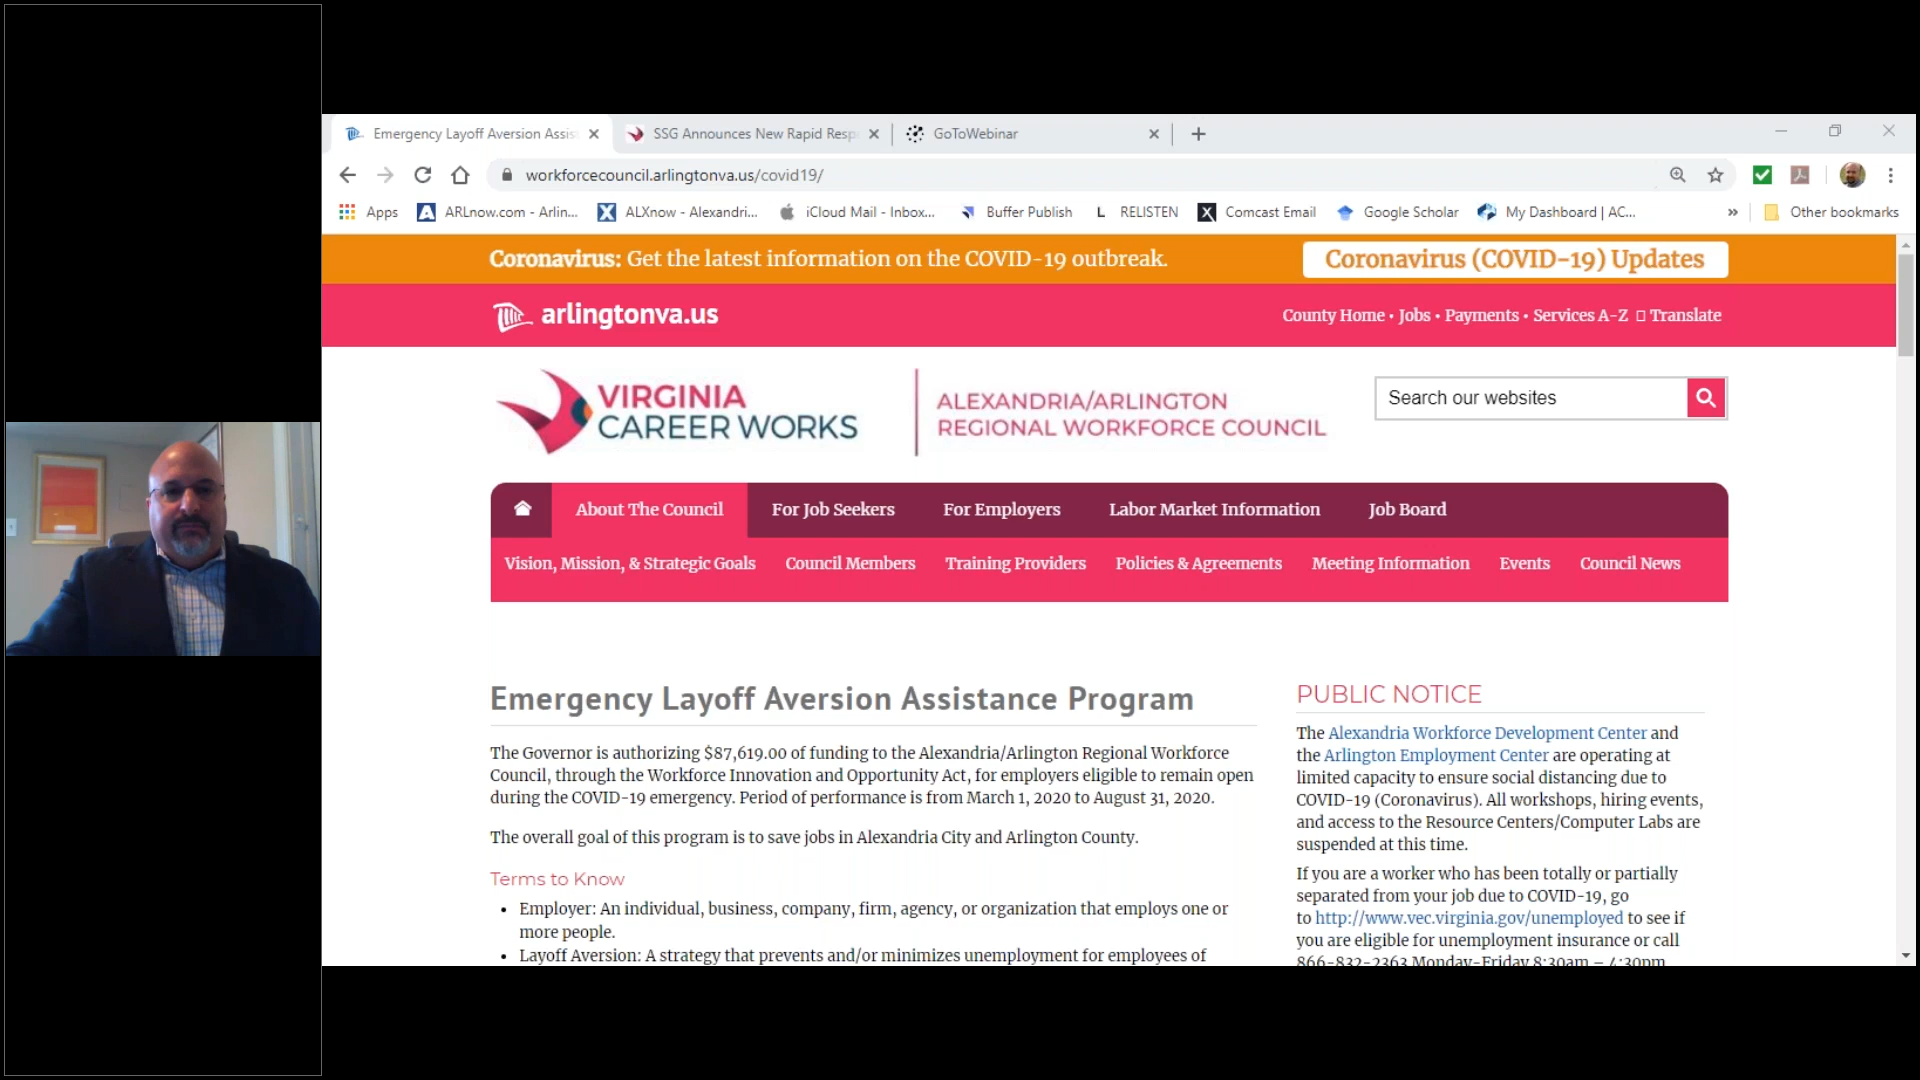 Emergency Layoff Aversion Assis
SSG Announces New Rapid Resp
GoToWebinar
workforcecouncil.arlingtonva.us/covid19/
Apps
ARLnow.com - Arlin...
ALXnow - Alexandri...
iCloud Mail - Inbox...
Buffer Publish
L RELISTEN
Comcast Email
Google Scholar
My Dashboard | AC...
»
Other bookmarks
Coronavirus: Get the latest information on the COVID-19 outbreak.
Coronavirus (COVID-19) Updates
arlingtonva.us
County Home • Jobs • Payments • Services A-Z Translate
VIRGINIA
CAREER WORKS
ALEXANDRIA/ARLINGTON
REGIONAL WORKFORCE COUNCIL
Search our websites
About The Council
For Job Seekers
For Employers
Labor Market Information
Job Board
Vision, Mission, & Strategic Goals
Council Members
Training Providers
Policies & Agreements
Meeting Information
Events
Council News
Emergency Layoff Aversion Assistance Program
The Governor is authorizing $87,619.00 of funding to the Alexandria/Arlington Regional Workforce
Council, through the Workforce Innovation and Opportunity Act, for employers eligible to remain open
during the COVID-19 emergency. Period of performance is from March 1, 2020 to August 31, 2020.
The overall goal of this program is to save jobs in Alexandria City and Arlington County.
Terms to Know
• Employer: An individual, business, company, firm, agency, or organization that employs one or
more people.
• Layoff Aversion: A strategy that prevents and/or minimizes unemployment for employees of
PUBLIC NOTICE
The Alexandria Workforce Development Center and
the Arlington Employment Center are operating at
limited capacity to ensure social distancing due to
COVID-19 (Coronavirus). All workshops, hiring events,
and access to the Resource Centers/Computer Labs are
suspended at this time.
If you are a worker who has been totally or partially
separated from your job due to COVID-19, go
to http://www.vec.virginia.gov/unemployed to see if
you are eligible for unemployment insurance or call
866-832-2363 Monday-Friday 8:30am – 4:30pm